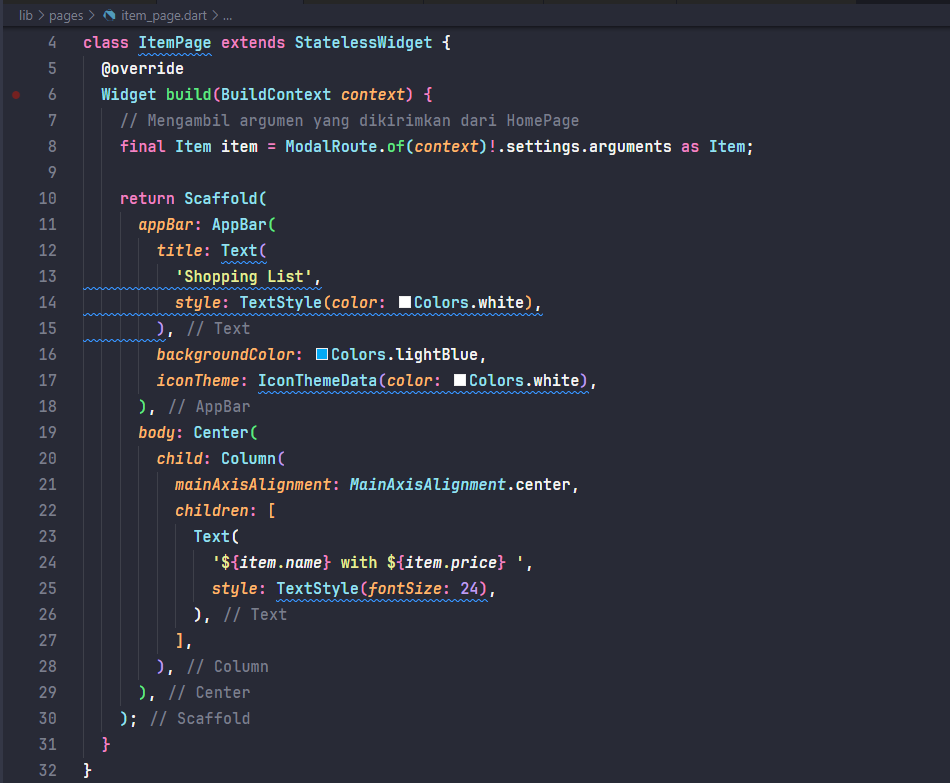 lib > pages > item_page.dart > ...
4 class ItemPage extends StatelessWidget {
5   @override
6   Widget build(BuildContext context) {
7     // Mengambil argumen yang dikirimkan dari HomePage
8     final Item item = ModalRoute.of(context)!.settings.arguments as Item;
9
10     return Scaffold(
11       appBar: AppBar(
12         title: Text(
13           'Shopping List',
14           style: TextStyle(color: Colors.white),
15         ), // Text
16         backgroundColor: Colors.lightBlue,
17         iconTheme: IconThemeData(color: Colors.white),
18       ), // AppBar
19       body: Center(
20         child: Column(
21           mainAxisAlignment: MainAxisAlignment.center,
22           children: [
23             Text(
24               '${item.name} with ${item.price} ',
25               style: TextStyle(fontSize: 24),
26             ), // Text
27           ],
28         ), // Column
29       ), // Center
30     ); // Scaffold
31   }
32 }